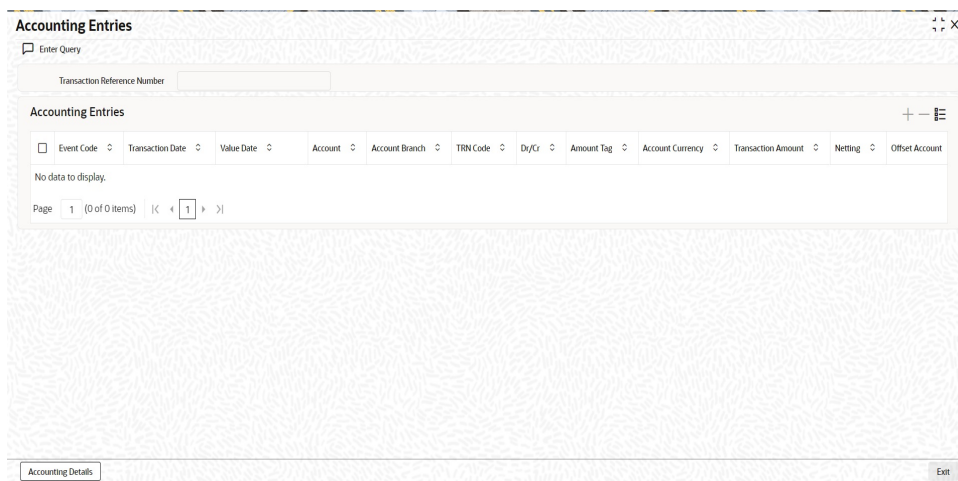 Accounting Entries
Enter Query
Transaction Reference Number
Accounting Entries
Event Code Transaction Date Value Date Account Account Branch TRN Code Dr/Cr Amount Tag Account Currency Transaction Amount Netting Offset Account
No data to display.
Page 1 (0 of 0 items) 1
Accounting Details Exit